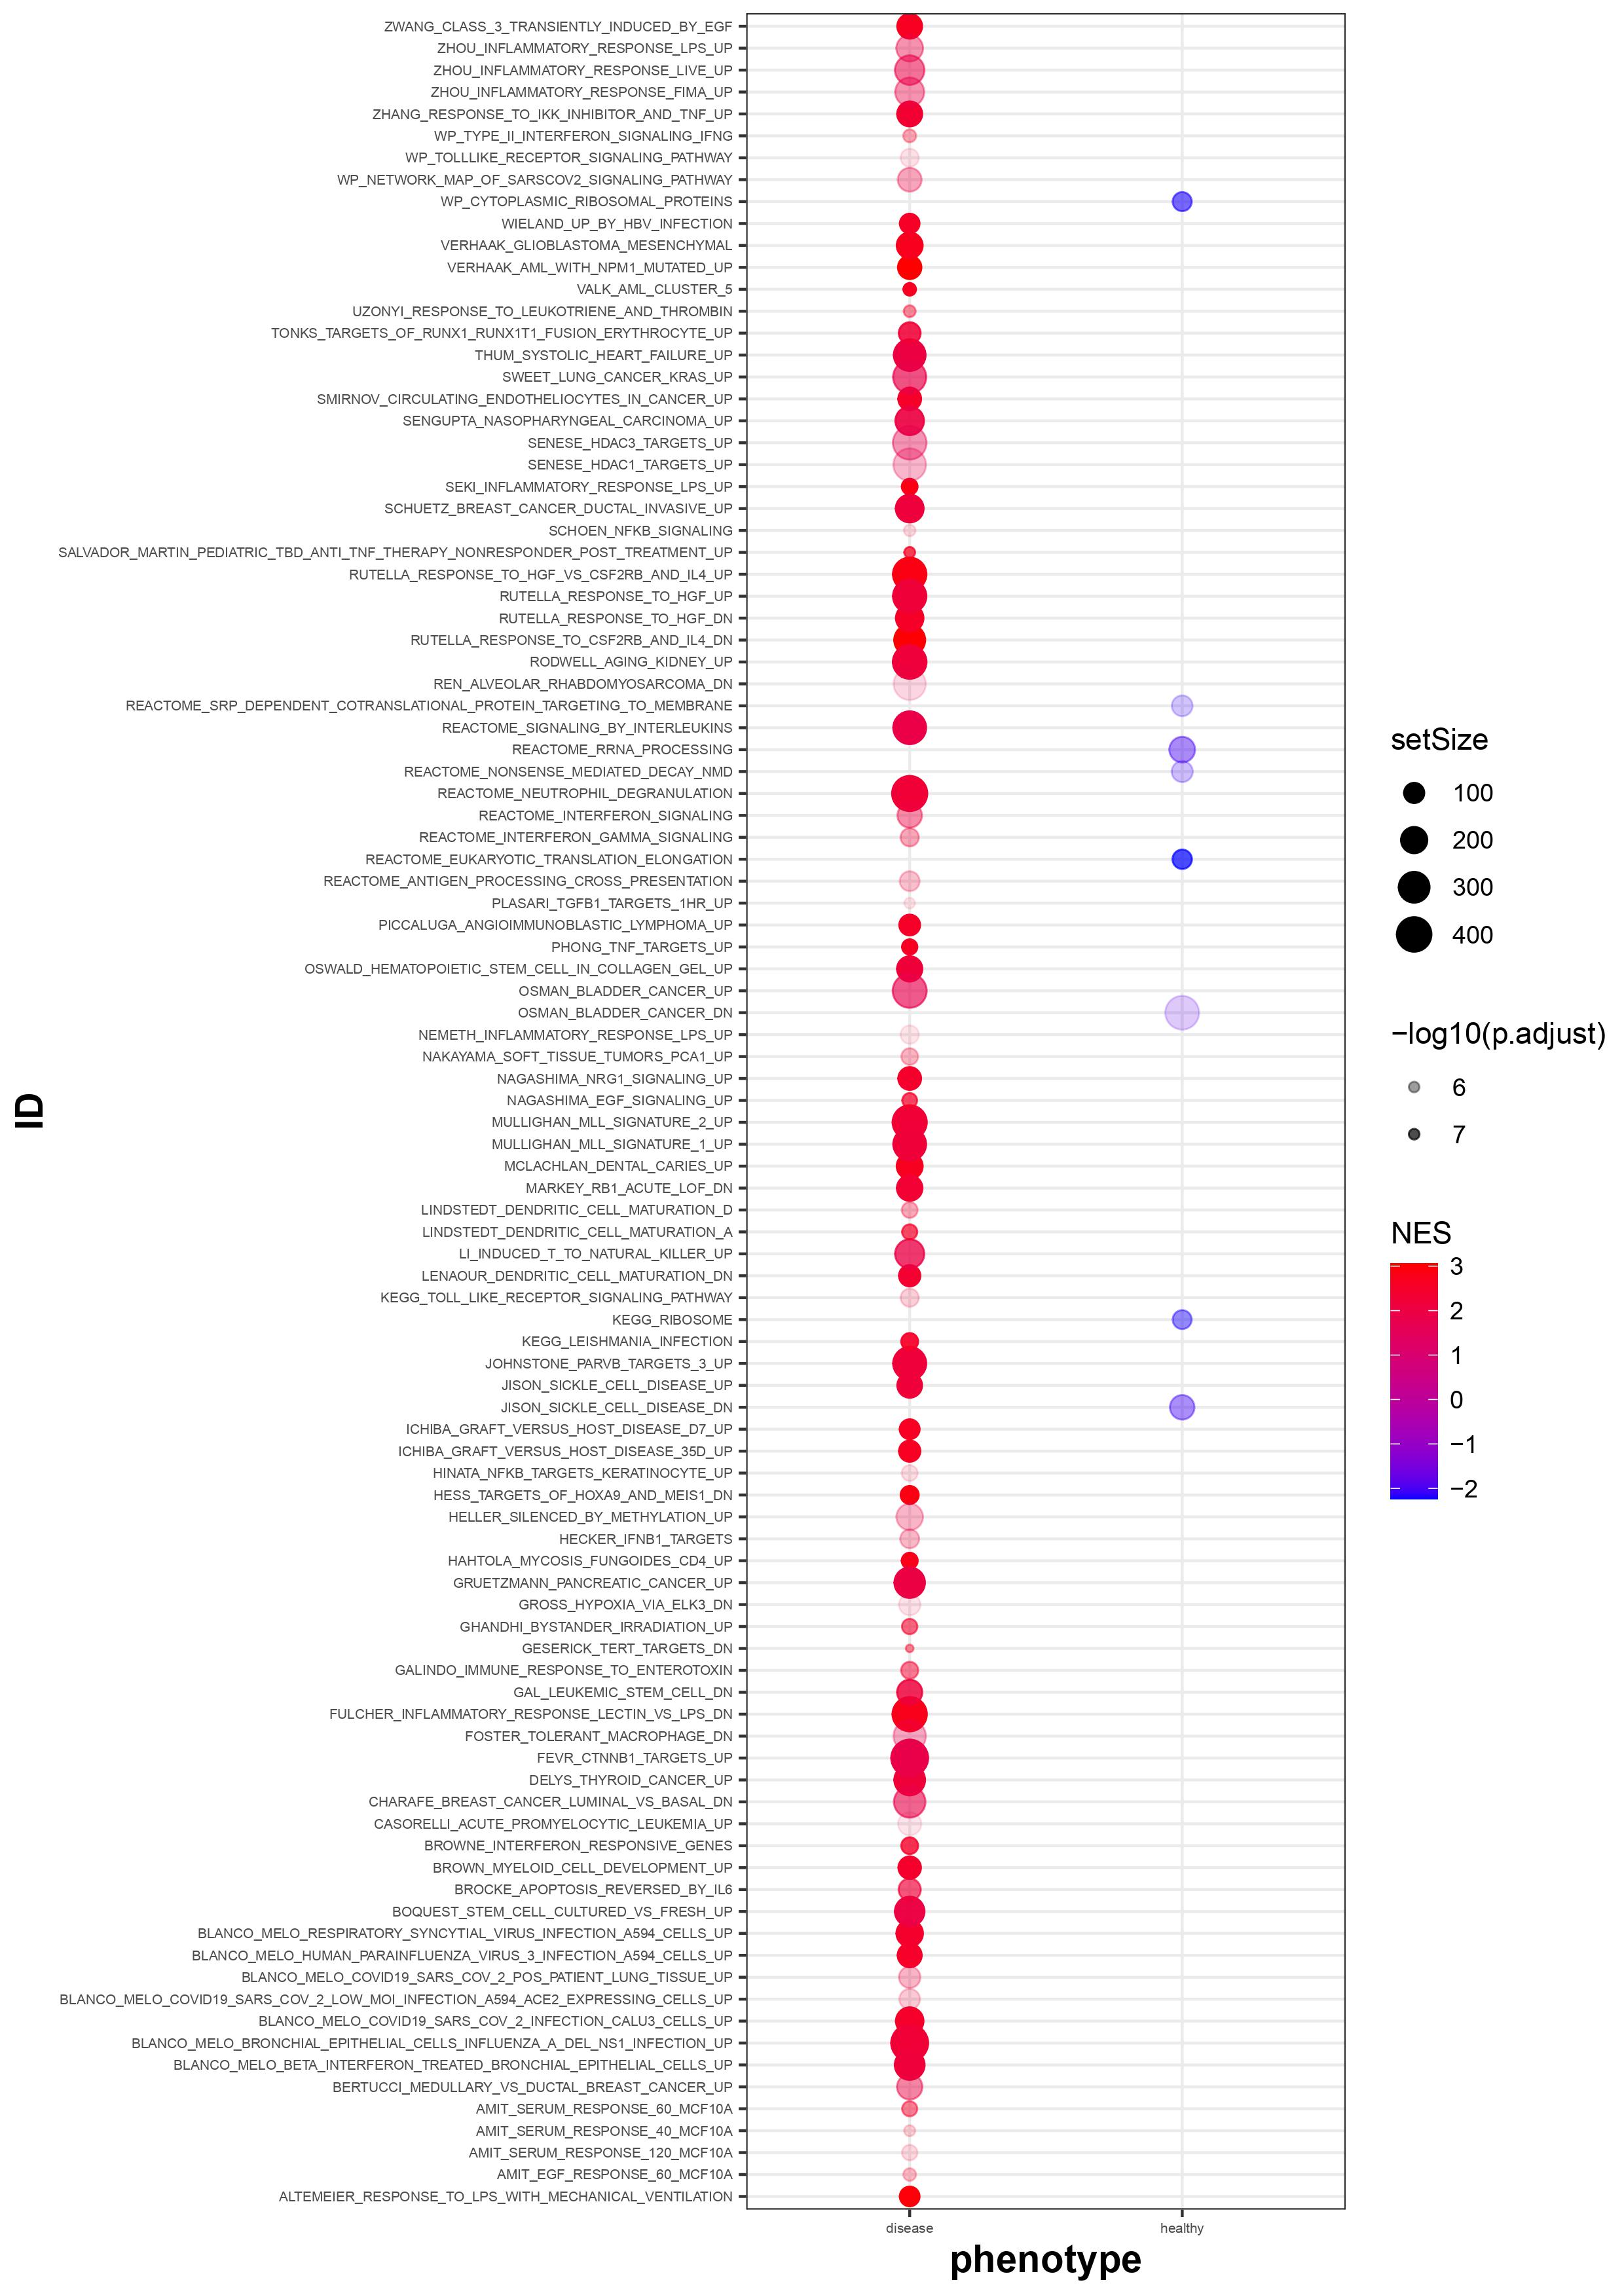 ZWANG_CLASS_3_TRANSIENTLY_INDUCED_BY_EGF
ZHOU_INFLAMMATORY_RESPONSE_LPS_UP
ZHOU_INFLAMMATORY_RESPONSE_LIVE_UP
ZHOU_INFLAMMATORY_RESPONSE_FIMA_UP
ZHANG_RESPONSE_TO_IKK_INHIBITOR_AND_TNF_UP
WP_TYPE_II_INTERFERON_SIGNALING_IFNG
WP_TOLLLIKE_RECEPTOR_SIGNALING_PATHWAY
WP_NETWORK_MAP_OF_SARSCOV2_SIGNALING_PATHWAY
WP_CYTOPLASMIC_RIBOSOMAL_PROTEINS
WIELAND_UP_BY_HBV_INFECTION
VERHAAK_GLIOBLASTOMA_MESENCHYMAL
VERHAAK_AML_WITH_NPM1_MUTATED_UP
VALK_AML_CLUSTER_5
UZONYI_RESPONSE_TO_LEUKOTRIENE_AND_THROMBIN
TONKS_TARGETS_OF_RUNX1_RUNX1T1_FUSION_ERYTHROCYTE_UP
THUM_SYSTOLIC_HEART_FAILURE_UP
SWEET_LUNG_CANCER_KRAS_UP
SMIRNOV_CIRCULATING_ENDOTHELIOCYTES_IN_CANCER_UP
SENGUPTA_NASOPHARYNGEAL_CARCINOMA_UP
SENESE_HDAC3_TARGETS_UP
SENESE_HDAC1_TARGETS_UP
SEKI_INFLAMMATORY_RESPONSE_LPS_UP
SCHUETZ_BREAST_CANCER_DUCTAL_INVASIVE_UP
SCHOEN_NFKB_SIGNALING
SALVADOR_MARTIN_PEDIATRIC_TBD_ANTI_TNF_THERAPY_NONRESPONDER_POST_TREATMENT_UP
RUTELLA_RESPONSE_TO_HGF_VS_CSF2RB_AND_IL4_UP
RUTELLA_RESPONSE_TO_HGF_UP
RUTELLA_RESPONSE_TO_HGF_DN
RUTELLA_RESPONSE_TO_CSF2RB_AND_IL4_DN
RODWELL_AGING_KIDNEY_UP
REN_ALVEOLAR_RHABDOMYOSARCOMA_DN
REACTOME_SRP_DEPENDENT_COTRANSLATIONAL_PROTEIN_TARGETING_TO_MEMBRANE
REACTOME_SIGNALING_BY_INTERLEUKINS
REACTOME_RRNA_PROCESSING
REACTOME_NONSENSE_MEDIATED_DECAY_NMD
REACTOME_NEUTROPHIL_DEGRANULATION
REACTOME_INTERFERON_SIGNALING
REACTOME_INTERFERON_GAMMA_SIGNALING
REACTOME_EUKARYOTIC_TRANSLATION_ELONGATION
REACTOME_ANTIGEN_PROCESSING_CROSS_PRESENTATION
PLASARI_TGFB1_TARGETS_1HR_UP
PICCALUGA_ANGIOIMMUNOBLASTIC_LYMPHOMA_UP
PHONG_TNF_TARGETS_UP
OSWALD_HEMATOPOIETIC_STEM_CELL_IN_COLLAGEN_GEL_UP
OSMAN_BLADDER_CANCER_UP
OSMAN_BLADDER_CANCER_DN
NEMETH_INFLAMMATORY_RESPONSE_LPS_UP
NAKAYAMA_SOFT_TISSUE_TUMORS_PCA1_UP
NAGASHIMA_NRG1_SIGNALING_UP
NAGASHIMA_EGF_SIGNALING_UP
MULLIGHAN_MLL_SIGNATURE_2_UP
MULLIGHAN_MLL_SIGNATURE_1_UP
MCLACHLAN_DENTAL_CARIES_UP
MARKEY_RB1_ACUTE_LOF_DN
LINDSTEDT_DENDRITIC_CELL_MATURATION_D
LINDSTEDT_DENDRITIC_CELL_MATURATION_A
LI_INDUCED_T_TO_NATURAL_KILLER_UP
LENAOUR_DENDRITIC_CELL_MATURATION_DN
KEGG_TOLL_LIKE_RECEPTOR_SIGNALING_PATHWAY
KEGG_RIBOSOME
KEGG_LEISHMANIA_INFECTION
JOHNSTONE_PARVB_TARGETS_3_UP
JISON_SICKLE_CELL_DISEASE_UP
JISON_SICKLE_CELL_DISEASE_DN
ICHIBA_GRAFT_VERSUS_HOST_DISEASE_D7_UP
ICHIBA_GRAFT_VERSUS_HOST_DISEASE_35D_UP
HINATA_NFKB_TARGETS_KERATINOCYTE_UP
HESS_TARGETS_OF_HOXA9_AND_MEIS1_DN
HELLER_SILENCED_BY_METHYLATION_UP
HECKER_IFNB1_TARGETS
HAHTOLA_MYCOSIS_FUNGOIDES_CD4_UP
GRUETZMANN_PANCREATIC_CANCER_UP
GROSS_HYPOXIA_VIA_ELK3_DN
GHANDHI_BYSTANDER_IRRADIATION_UP
GESERICK_TERT_TARGETS_DN
GALINDO_IMMUNE_RESPONSE_TO_ENTEROTOXIN
GAL_LEUKEMIC_STEM_CELL_DN
FULCHER_INFLAMMATORY_RESPONSE_LECTIN_VS_LPS_DN
FOSTER_TOLERANT_MACROPHAGE_DN
FEVR_CTNNB1_TARGETS_UP
DELYS_THYROID_CANCER_UP
CHARAFE_BREAST_CANCER_LUMINAL_VS_BASAL_DN
CASORELLI_ACUTE_PROMYELOCYTIC_LEUKEMIA_UP
BROWNE_INTERFERON_RESPONSIVE_GENES
BROWN_MYELOID_CELL_DEVELOPMENT_UP
BROCKE_APOPTOSIS_REVERSED_BY_IL6
BOQUEST_STEM_CELL_CULTURED_VS_FRESH_UP
BLANCO_MELO_RESPIRATORY_SYNCYTIAL_VIRUS_INFECTION_A594_CELLS_UP
BLANCO_MELO_HUMAN_PARAINFLUENZA_VIRUS_3_INFECTION_A594_CELLS_UP
BLANCO_MELO_COVID19_SARS_COV_2_POS_PATIENT_LUNG_TISSUE_UP
BLANCO_MELO_COVID19_SARS_COV_2_LOW_MOI_INFECTION_A594_ACE2_EXPRESSING_CELLS_UP
BLANCO_MELO_COVID19_SARS_COV_2_INFECTION_CALU3_CELLS_UP
BLANCO_MELO_BRONCHIAL_EPITHELIAL_CELLS_INFLUENZA_A_DEL_NS1_INFECTION_UP
BLANCO_MELO_BETA_INTERFERON_TREATED_BRONCHIAL_EPITHELIAL_CELLS_UP
BERTUCCI_MEDULLARY_VS_DUCTAL_BREAST_CANCER_UP
AMIT_SERUM_RESPONSE_60_MCF10A
AMIT_SERUM_RESPONSE_40_MCF10A
AMIT_SERUM_RESPONSE_120_MCF10A
AMIT_EGF_RESPONSE_60_MCF10A
ALTEMEIER_RESPONSE_TO_LPS_WITH_MECHANICAL_VENTILATION
ID
disease
healthy
phenotype
setSize
100
200
300
400
−log10(p.adjust)
6
7
NES
3
2
1
0
−1
−2